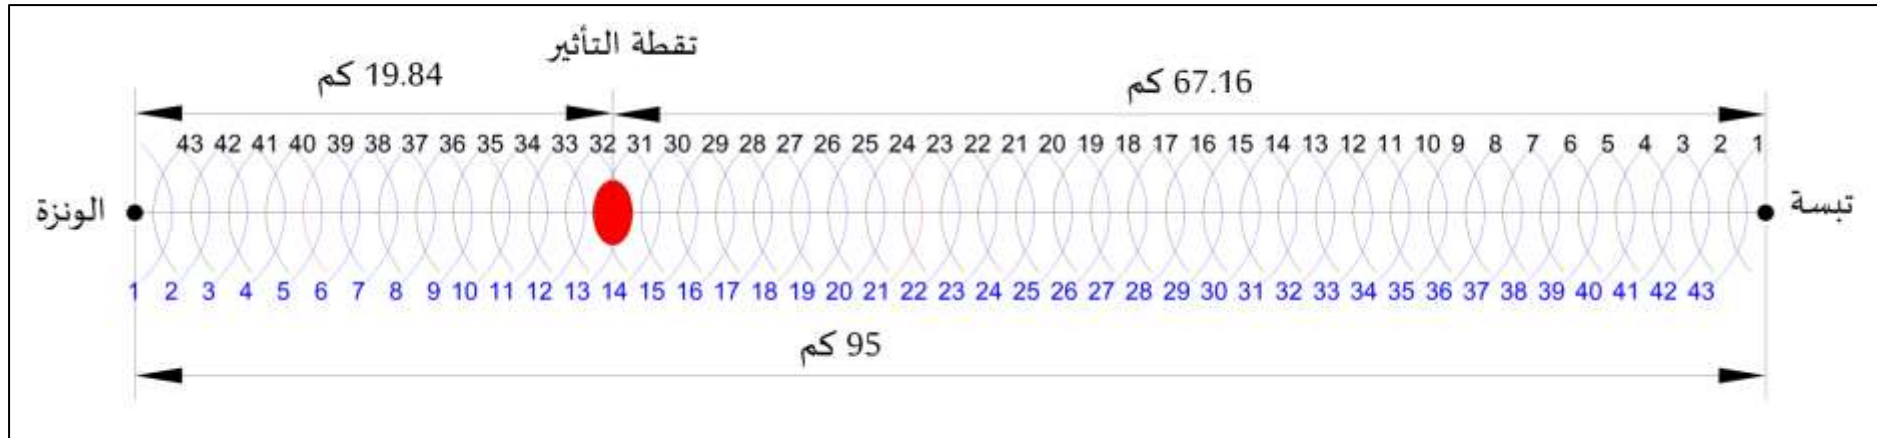 تقطة التأثير
19.84 كم
67.16 كم
43 42 41 40 39 38 37 36 35 34 33 32 31 30 29 28 27 26 25 24 23 22 21 20 19 18 17 16 15 14 13 12 11 10 9 8 7 6 5 4 3 2 1
الونزة
تبسة
1 2 3 4 5 6 7 8 9 10 11 12 13 14 15 16 17 18 19 20 21 22 23 24 25 26 27 28 29 30 31 32 33 34 35 36 37 38 39 40 41 42 43
95 كم